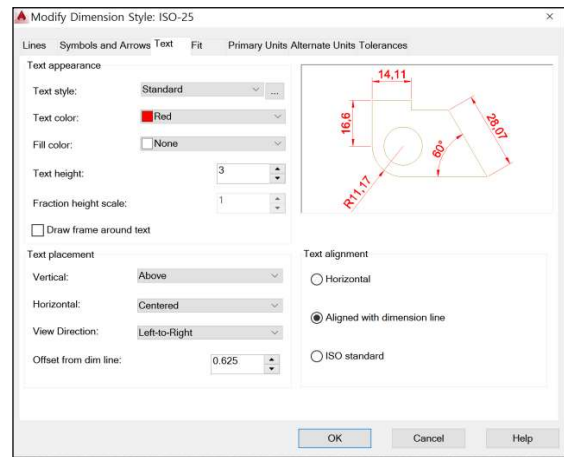 Modify Dimension Style: ISO-25
Lines Symbols and Arrows Text Fit Primary Units Alternate Units Tolerances
Text appearance
Text style: Standard ...
Text color: Red
Fill color: None
Text height: 3
Fraction height scale: 1
Draw frame around text
14,11
16,6
28,07
60°
R11,17
Text placement
Vertical: Above
Horizontal: Centered
View Direction: Left-to-Right
Offset from dim line: 0.625
Text alignment
Horizontal
Aligned with dimension line
ISO standard
OK Cancel Help